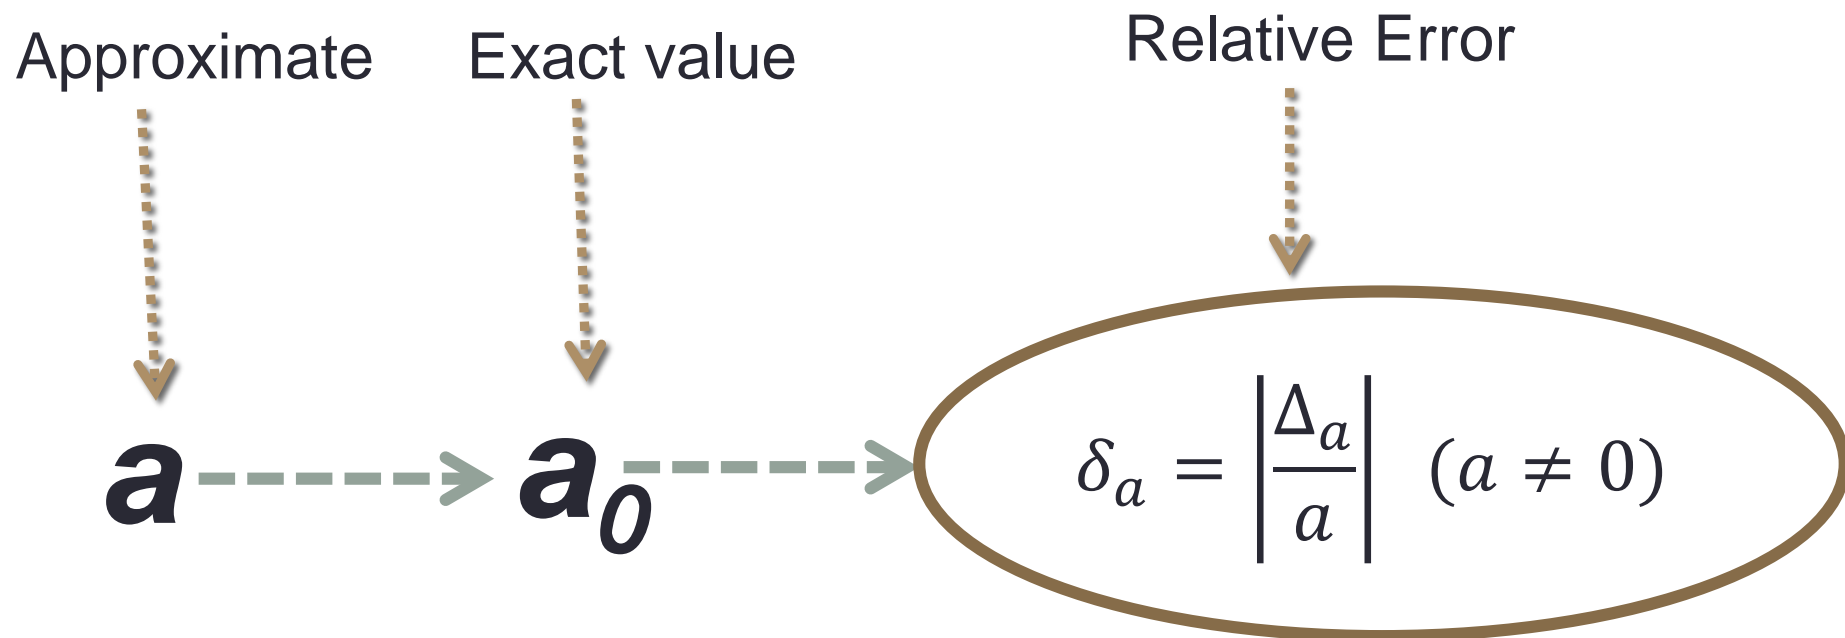 Approximate Exact value Relative Error
a a₀ δₐ = |Δₐ/a| (a ≠ 0)